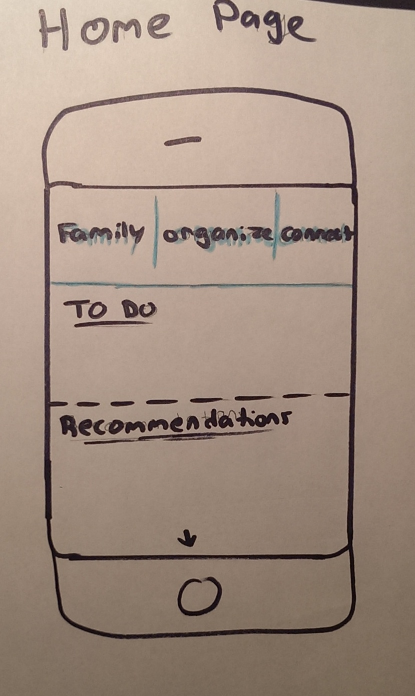 Home Page
Family organize connect
TO DO
Recommendations